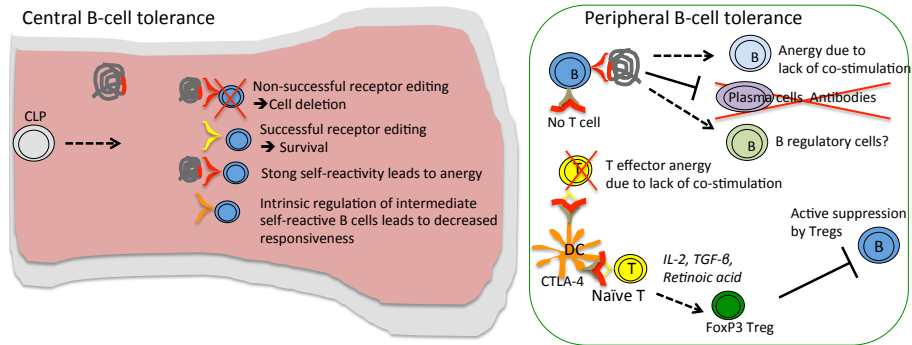 Central B-cell tolerance
CLP
Non-successful receptor editing
➔Cell deletion
Successful receptor editing
➔ Survival
Stong self-reactivity leads to anergy
Intrinsic regulation of intermediate
self-reactive B cells leads to decreased
responsiveness
Peripheral B-cell tolerance
B
No T cell
B
Anergy due to
lack of co-stimulation
Plasma cells Antibodies
B
B regulatory cells?
T
T effector anergy
due to lack of co-stimulation
DC
CTLA-4
T
Naïve T
IL-2, TGF-ß,
Retinoic acid
FoxP3 Treg
Active suppression
by Tregs
B